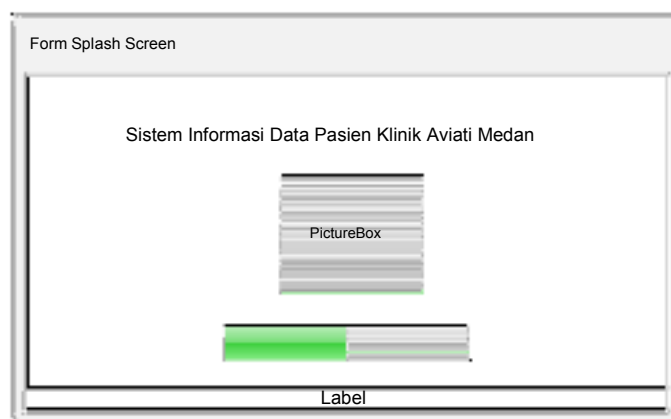 Form Splash Screen
Sistem Informasi Data Pasien Klinik Aviati Medan
PictureBox
Label